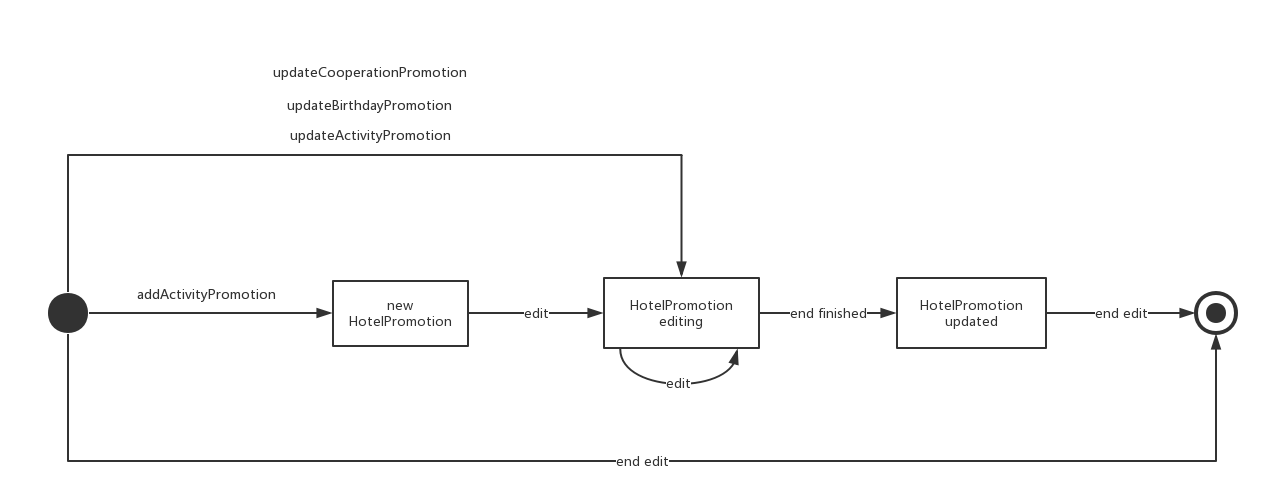 updateCooperationPromotion
updateBirthdayPromotion
updateActivityPromotion
addActivityPromotion
new
HotelPromotion
edit
HotelPromotion
editing
end finished
HotelPromotion
updated
end edit
edit
end edit